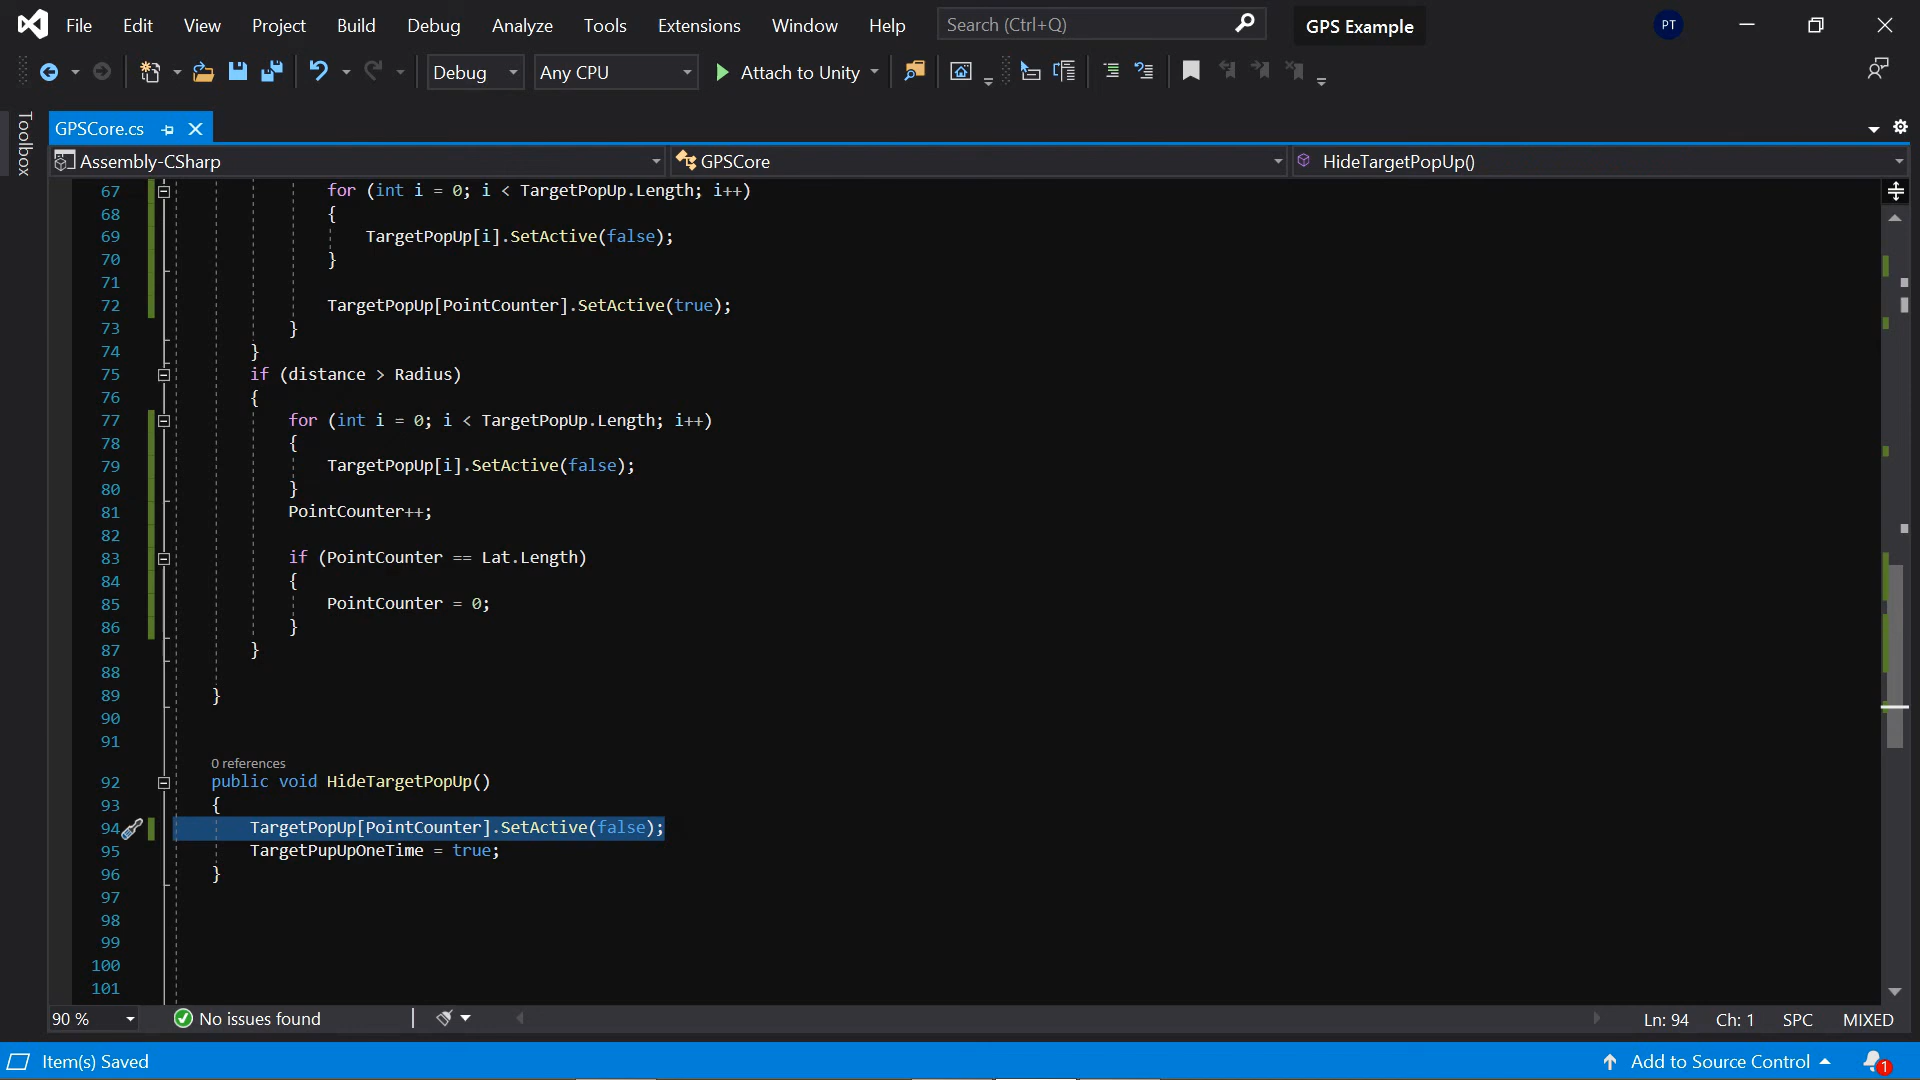 File Edit View Project Build Debug Analyze Tools Extensions Window Help Search (Ctrl+Q) GPS Example PT
Debug Any CPU Attach to Unity
Toolbox
GPSCore.cs
Assembly-CSharp GPSCore HideTargetPopUp()
67 for (int i = 0; i < TargetPopUp.Length; i++)
68 {
69 TargetPopUp[i].SetActive(false);
70 }
71
72 TargetPopUp[PointCounter].SetActive(true);
73 }
74 }
75 if (distance > Radius)
76 {
77 for (int i = 0; i < TargetPopUp.Length; i++)
78 {
79 TargetPopUp[i].SetActive(false);
80 }
81 PointCounter++;
82
83 if (PointCounter == Lat.Length)
84 {
85 PointCounter = 0;
86 }
87 }
88
89 }
90
91
0 references
92 public void HideTargetPopUp()
93 {
94 TargetPopUp[PointCounter].SetActive(false);
95 TargetPupUpOneTime = true;
96 }
97
98
99
100
101
90 % No issues found Ln: 94 Ch: 1 SPC MIXED
Item(s) Saved Add to Source Control 1